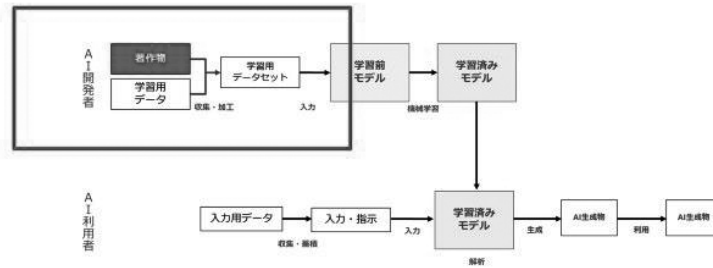 AI開発者
著作物
学習用
データ
収集・加工
学習用
データセット
入力
学習前
モデル
機械学習
学習済み
モデル
AI利用者
入力用データ
収集・蓄積
入力・指示
入力
学習済み
モデル
解析
生成
AI生成物
利用
AI生成物